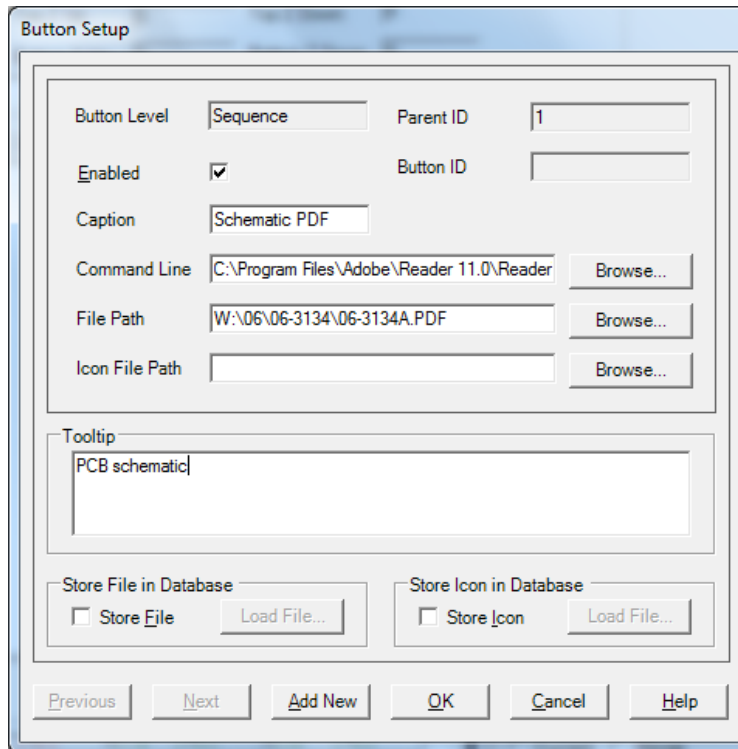 Button Setup
Button Level Sequence Parent ID 1
Enabled Button ID
Caption Schematic PDF
Command Line C:\Program Files\Adobe\Reader 11.0\Reader Browse...
File Path W:\06\06-3134\06-3134A.PDF Browse...
Icon File Path Browse...
Tooltip
PCB schematic
Store File in Database Store Icon in Database
Store File Load File... Store Icon Load File...
Previous Next Add New OK Cancel Help